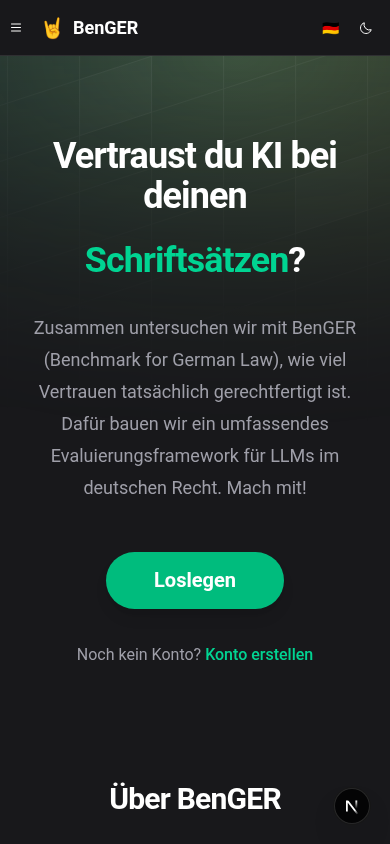 BenGER
Vertraust du KI bei
deinen
Schriftsätzen?
Zusammen untersuchen wir mit BenGER
(Benchmark for German Law), wie viel
Vertrauen tatsächlich gerechtfertigt ist.
Dafür bauen wir ein umfassendes
Evaluierungsframework für LLMs im
deutschen Recht. Mach mit!
Loslegen
Noch kein Konto? Konto erstellen
Über BenGER
N